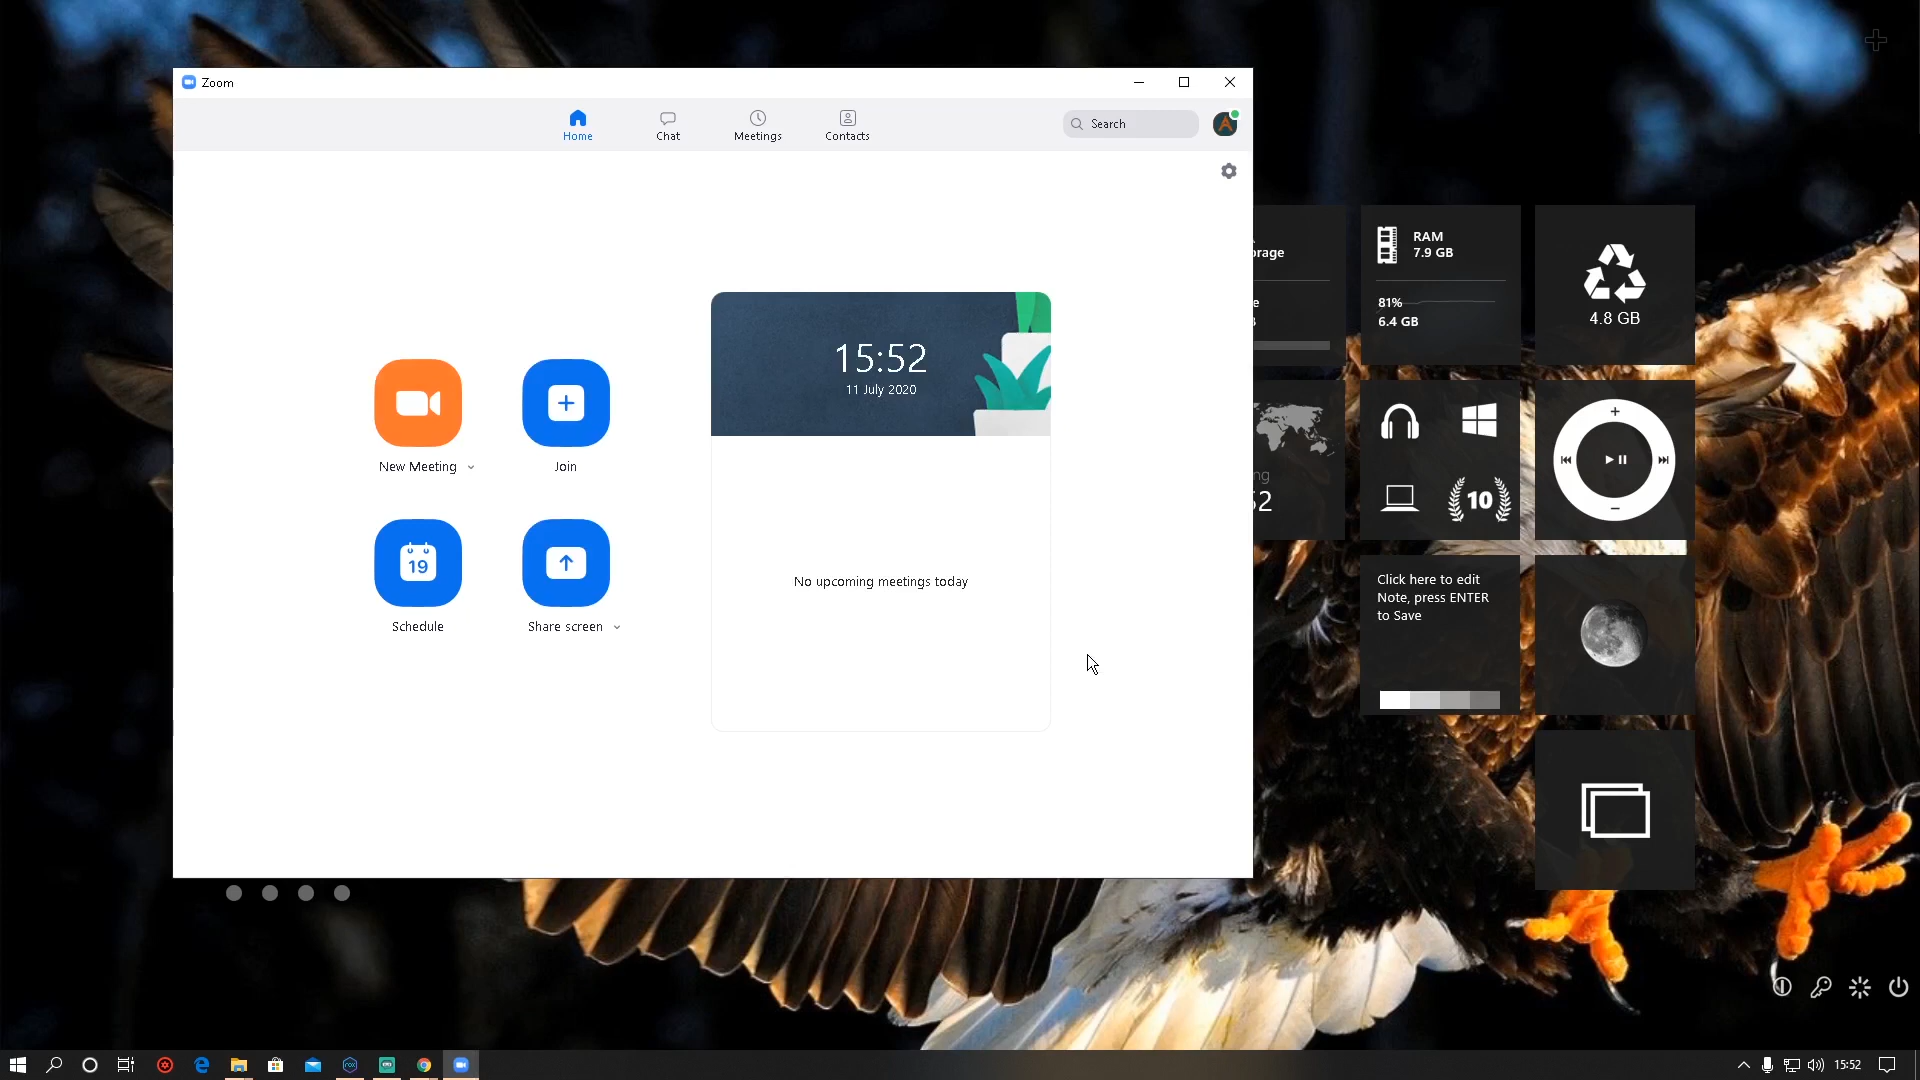 Zoom
Home
Chat
Meetings
Contacts
Search
15:52
11 July 2020
New Meeting
Join
19
Schedule
Share screen
No upcoming meetings today
RAM
7.9 GB
81%
6.4 GB
4.8 GB
10
Click here to edit
Note, press ENTER
to Save
15:52